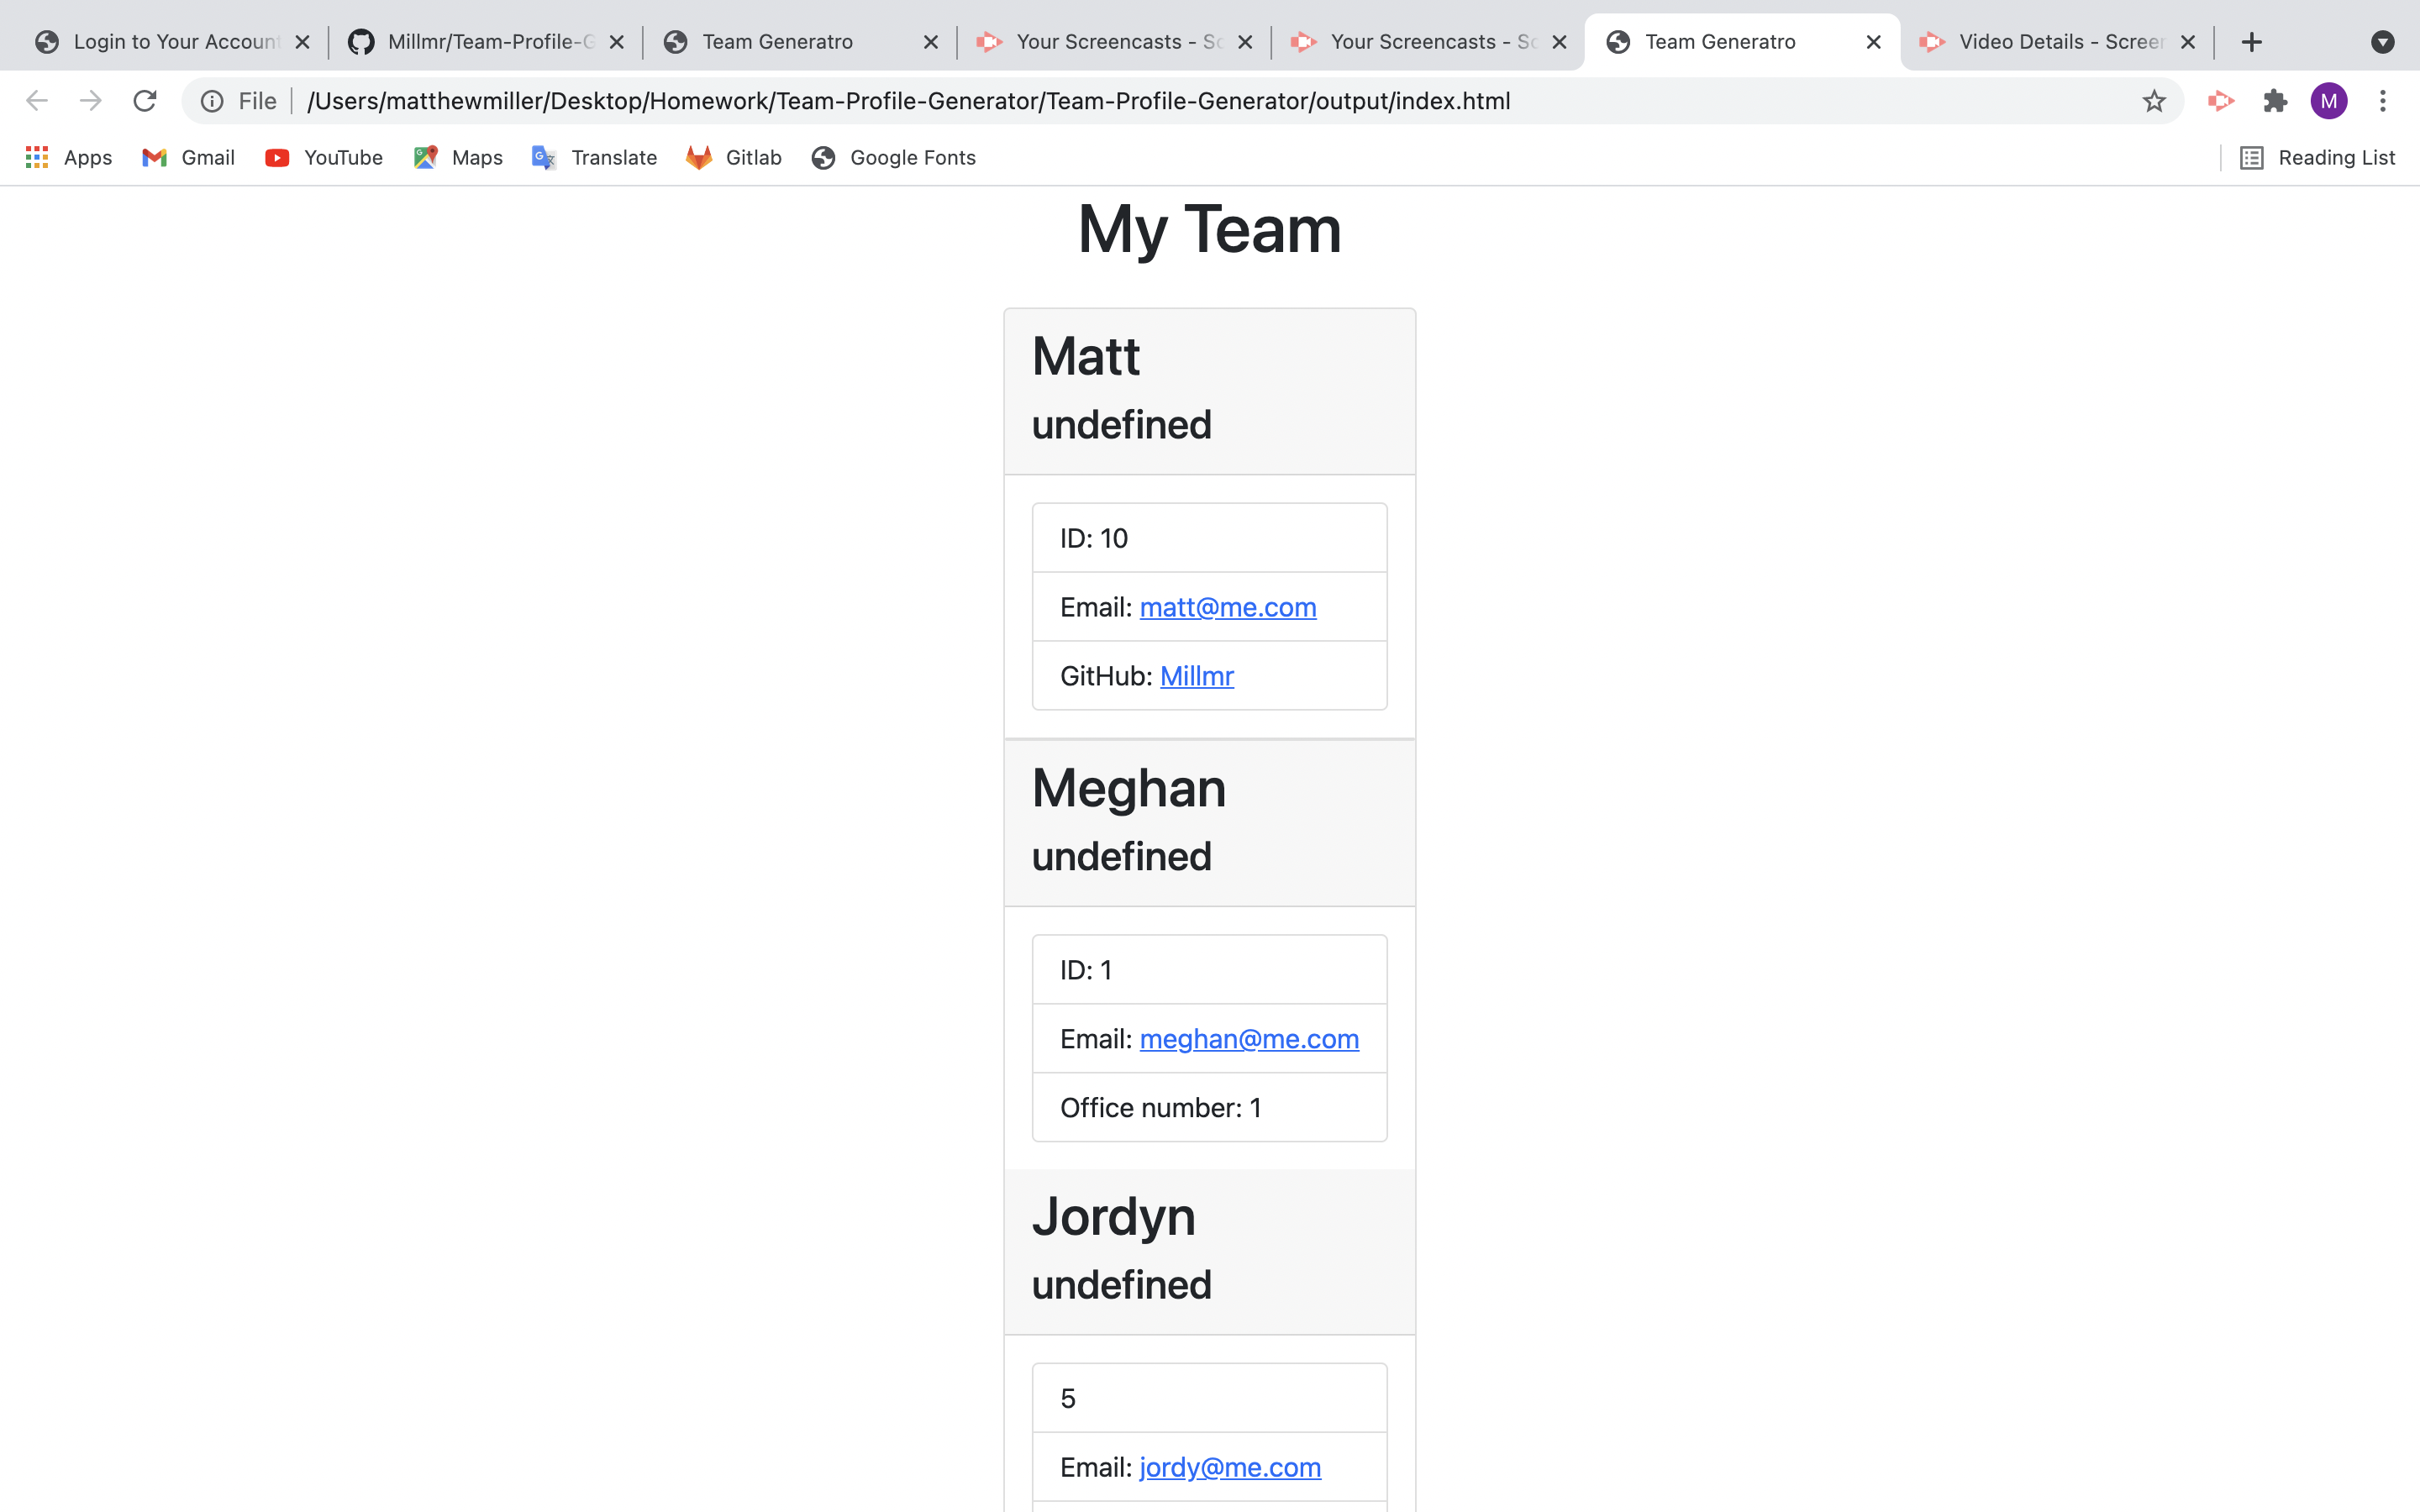 Login to Your Account
Millmr/Team-Profile-G
Team Generatro
Your Screencasts - Sc
Your Screencasts - Sc
Team Generatro
Video Details - Screen
File /Users/matthewmiller/Desktop/Homework/Team-Profile-Generator/Team-Profile-Generator/output/index.html
M
Apps Gmail YouTube Maps Translate Gitlab Google Fonts Reading List
My Team
Matt
undefined
ID: 10
Email: matt@me.com
GitHub: Millmr
Meghan
undefined
ID: 1
Email: meghan@me.com
Office number: 1
Jordyn
undefined
5
Email: jordy@me.com